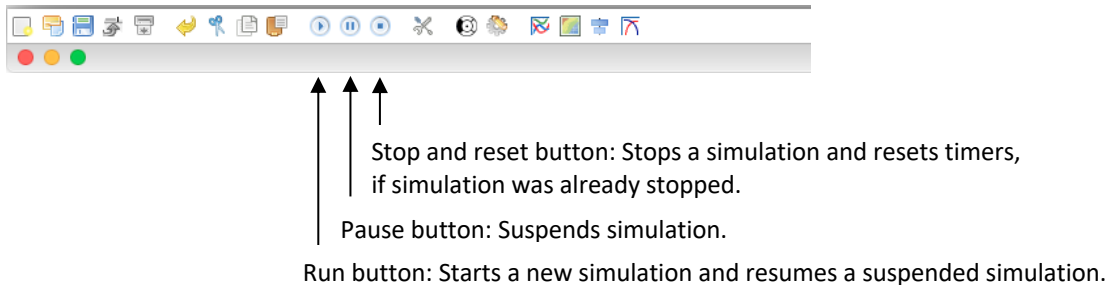 Stop and reset button: Stops a simulation and resets timers,
if simulation was already stopped.
Pause button: Suspends simulation.
Run button: Starts a new simulation and resumes a suspended simulation.